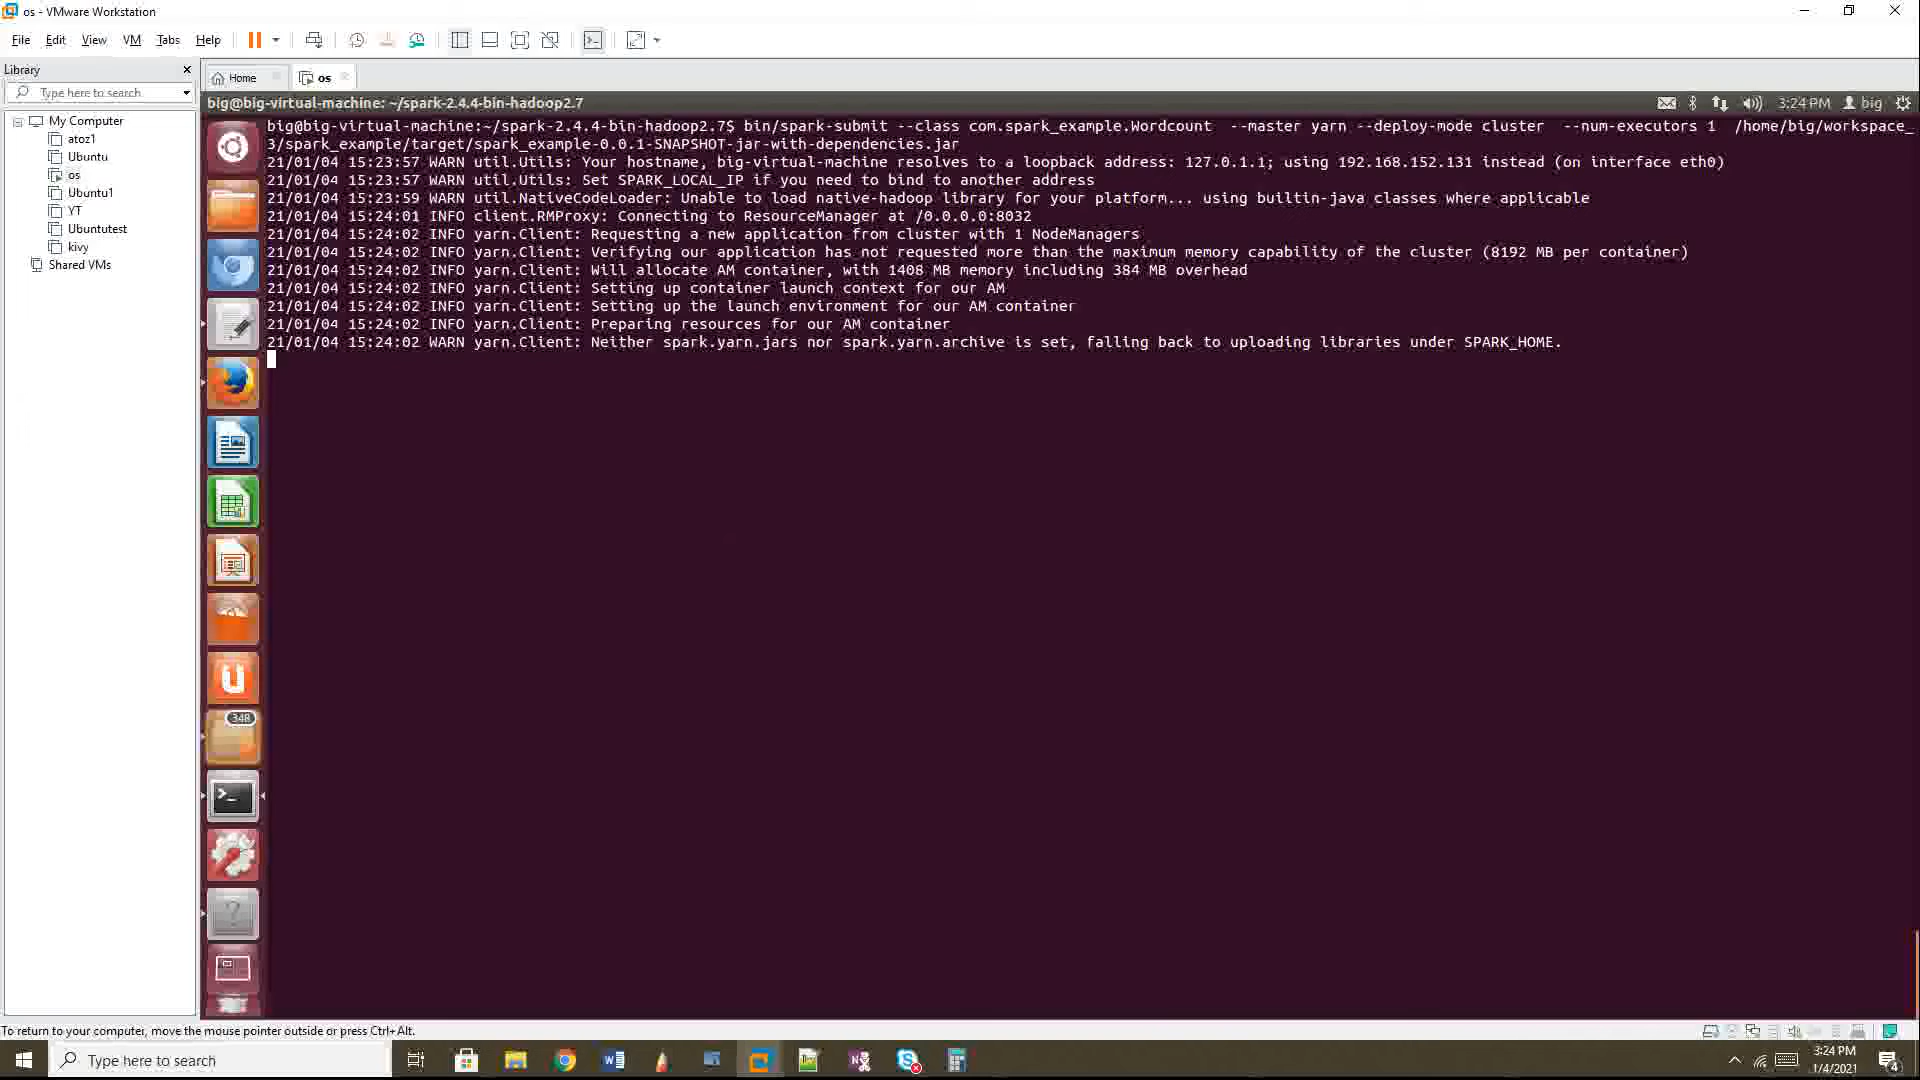 os - VMware Workstation
File Edit View VM Tabs Help
Library
Type here to search
Home
os
My Computer
atoz1
Ubuntu
os
Ubuntu1
YT
Ubuntutest
kivy
Shared VMs
big@big-virtual-machine: ~/spark-2.4.4-bin-hadoop2.7
3:24 PM big
big@big-virtual-machine:~/spark-2.4.4-bin-hadoop2.7$ bin/spark-submit --class com.spark_example.Wordcount --master yarn --deploy-mode cluster --num-executors 1 /home/big/workspace_
3/spark_example/target/spark_example-0.0.1-SNAPSHOT-jar-with-dependencies.jar
21/01/04 15:23:57 WARN util.Utils: Your hostname, big-virtual-machine resolves to a loopback address: 127.0.1.1; using 192.168.152.131 instead (on interface eth0)
21/01/04 15:23:57 WARN util.Utils: Set SPARK_LOCAL_IP if you need to bind to another address
21/01/04 15:23:59 WARN util.NativeCodeLoader: Unable to load native-hadoop library for your platform... using builtin-java classes where applicable
21/01/04 15:24:01 INFO client.RMProxy: Connecting to ResourceManager at /0.0.0.0:8032
21/01/04 15:24:02 INFO yarn.Client: Requesting a new application from cluster with 1 NodeManagers
21/01/04 15:24:02 INFO yarn.Client: Verifying our application has not requested more than the maximum memory capability of the cluster (8192 MB per container)
21/01/04 15:24:02 INFO yarn.Client: Will allocate AM container, with 1408 MB memory including 384 MB overhead
21/01/04 15:24:02 INFO yarn.Client: Setting up container launch context for our AM
21/01/04 15:24:02 INFO yarn.Client: Setting up the launch environment for our AM container
21/01/04 15:24:02 INFO yarn.Client: Preparing resources for our AM container
21/01/04 15:24:02 WARN yarn.Client: Neither spark.yarn.jars nor spark.yarn.archive is set, falling back to uploading libraries under SPARK_HOME.
348
To return to your computer, move the mouse pointer outside or press Ctrl+Alt.
Type here to search
3:24 PM
1/4/2021
4